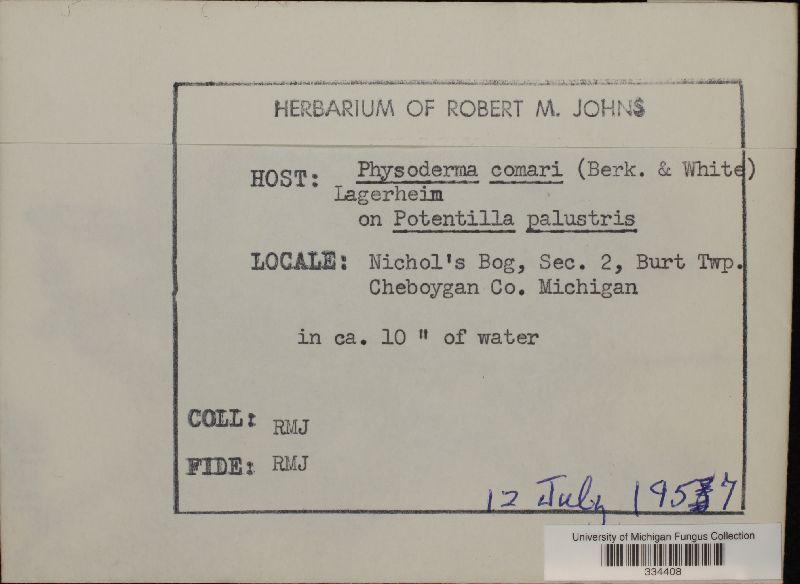 HERBARIUM OF ROBERT M. JOHNS
HOST: Physoderma comari (Berk. & White)
Lagerheim
on Potentilla palustris
LOCALE: Nichol's Bog, Sec. 2, Burt Twp.
Cheboygan Co. Michigan
in ca. 10 " of water
COLL: RMJ
FIDE: RMJ
12 July 1957
University of Michigan Fungus Collection
334408